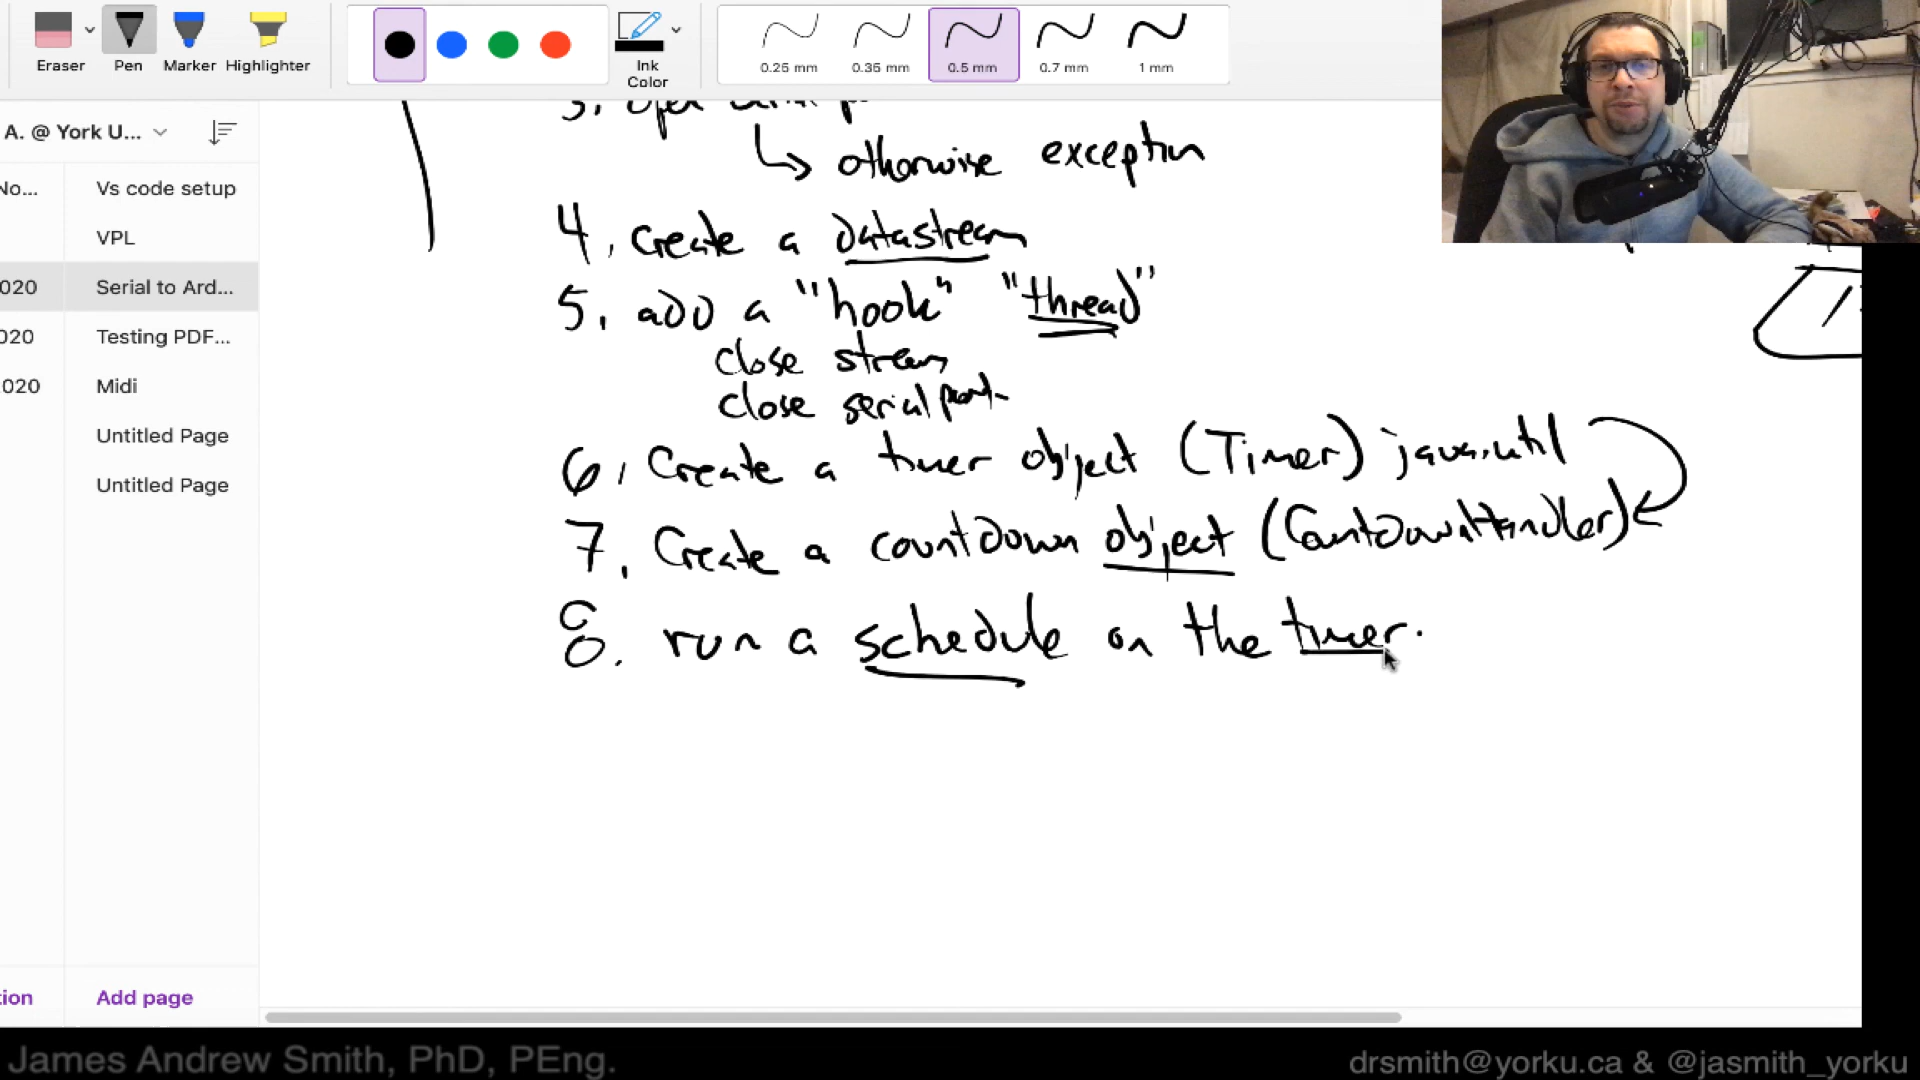 Eraser Pen Marker Highlighter
Ink Color
0.25 mm 0.35 mm 0.5 mm 0.7 mm 1 mm
A. @ York U...
No... Vs code setup
VPL
020 Serial to Ard...
020 Testing PDF...
020 Midi
Untitled Page
Untitled Page
tion Add page
3. open
otherwise exception
4. create a datastream
5. add a "hook" "thread"
close stream
close serial port
6. Create a timer object (Timer) java.util
7. Create a countdown object (CountDownHandler)
8. run a schedule on the timer.
James Andrew Smith, PhD, PEng.
drsmith@yorku.ca & @jasmith_yorku